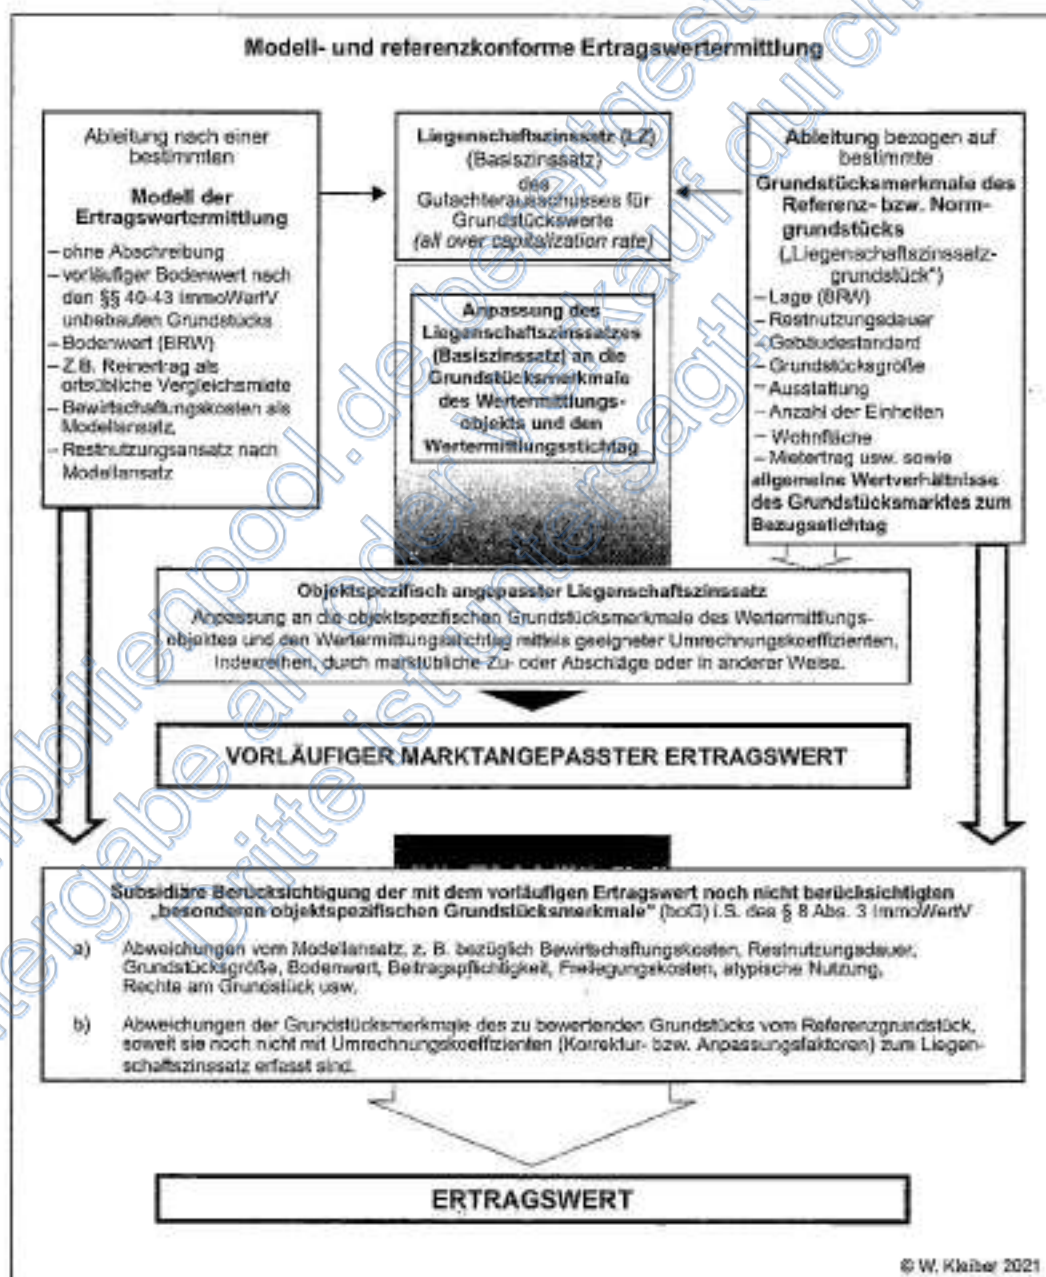 Modell- und referenzkonforme Ertragswertermittlung
Ableitung nach einer
bestimmten
Modell der
Ertragswertermittlung
– ohne Abschreibung
– vorläufiger Bodenwert nach
den §§ 40-43 ImmoWertV
unbebauten Grundstücks
– Bodenwert (BRW)
– Z.B. Reinertrag als
ortsübliche Vergleichsmiete
– Bewirtschaftungskosten als
Modellansatz,
– Restnutzungsansatz nach
Modellansatz
Liegenschaftszinssatz (LZ)
(Basiszinssatz)
des
Gutachterausschusses für
Grundstückswerte
(all over capitalization rate)
Anpassung des
Liegenschaftszinssatzes
(Basiszinssatz) an die
Grundstücksmerkmale
des Wertermittlungs-
objekts und den
Wertermittlungsstichtag
Ableitung bezogen auf
bestimmte
Grundstücksmerkmale des
Referenz- bzw. Norm-
grundstücks
(„Liegenschaftszinssatz-
grundstück“)
– Lage (BRW)
– Restnutzungsdauer
– Gebäudestandard
– Grundstücksgröße
– Ausstattung
– Anzahl der Einheiten
– Wohnfläche
– Mietertrag usw. sowie
allgemeine Wertverhältnisse
des Grundstücksmarktes zum
Bezugsstichtag
Objektspezifisch angepasster Liegenschaftszinssatz
Anpassung an die objektspezifischen Grundstücksmerkmale des Wertermittlungs-
objektes und den Wertermittlungsstichtag mittels geeigneter Umrechnungskoeffizienten,
Indexreihen, durch marktübliche Zu- oder Abschläge oder in anderer Weise.
VORLÄUFIGER MARKTANGEPASSTER ERTRAGSWERT
Subsidiäre Berücksichtigung der mit dem vorläufigen Ertragswert noch nicht berücksichtigten
„besonderen objektspezifischen Grundstücksmerkmale“ (boG) i.S. des § 8 Abs. 3 ImmoWertV
a) Abweichungen vom Modellansatz, z. B. bezüglich Bewirtschaftungskosten, Restnutzungsdauer,
Grundstücksgröße, Bodenwert, Beitragspflichtigkeit, Freilegungskosten, atypische Nutzung,
Rechte am Grundstück usw.
b) Abweichungen der Grundstücksmerkmale des zu bewertenden Grundstücks vom Referenzgrundstück,
soweit sie noch nicht mit Umrechnungskoeffizienten (Korrektur- bzw. Anpassungsfaktoren) zum Liegen-
schaftszinssatz erfasst sind.
ERTRAGSWERT
© W. Kleiber 2021